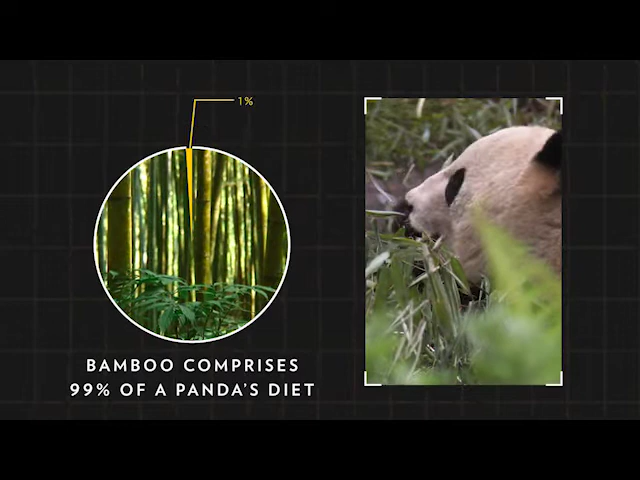 1%
BAMBOO COMPRISES
99% OF A PANDA'S DIET